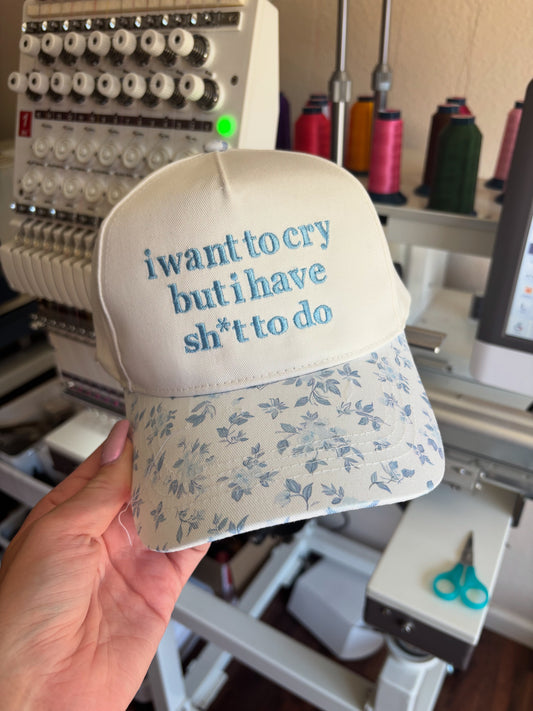 i want to cry
but i have
sh*t to do